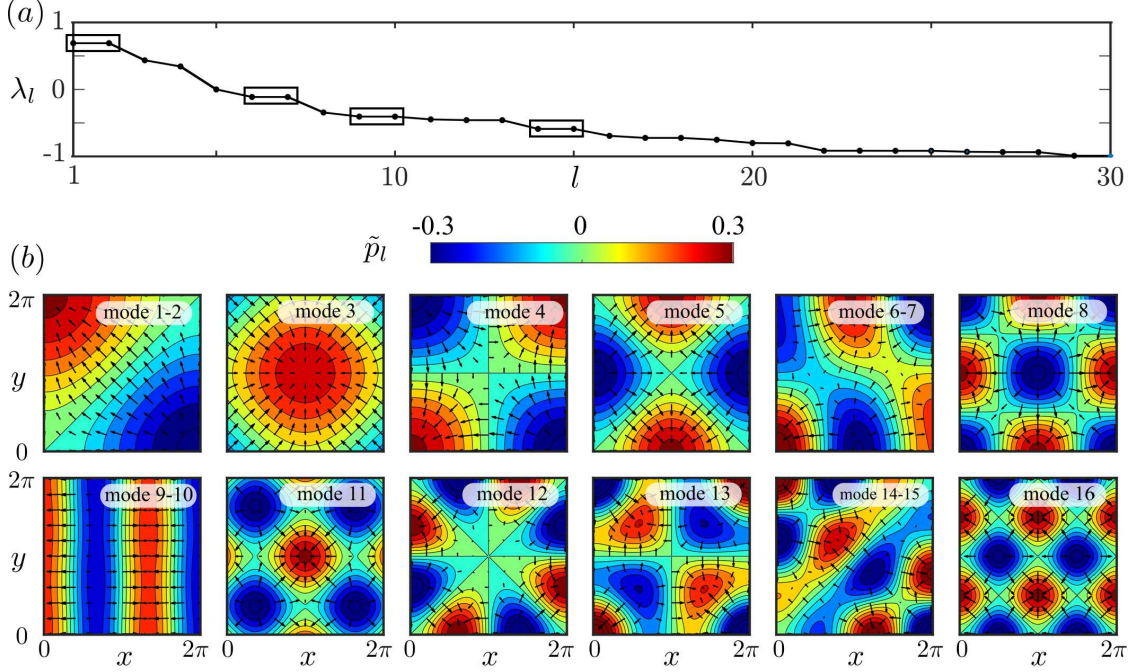 (a)
1
λ_l
0
-1
1
10
l
20
30
p̃_l
-0.3
0
0.3
(b)
2π
y
0
mode 1-2
mode 3
mode 4
mode 5
mode 6-7
mode 8
2π
y
0
mode 9-10
mode 11
mode 12
mode 13
mode 14-15
mode 16
0 x 2π
0 x 2π
0 x 2π
0 x 2π
0 x 2π
0 x 2π